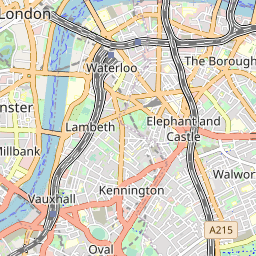 London
Waterloo
The Borough
nster
Lambeth
Elephant and
Castle
Millbank
Walwor
Kennington
Vauxhall
A215
Oval